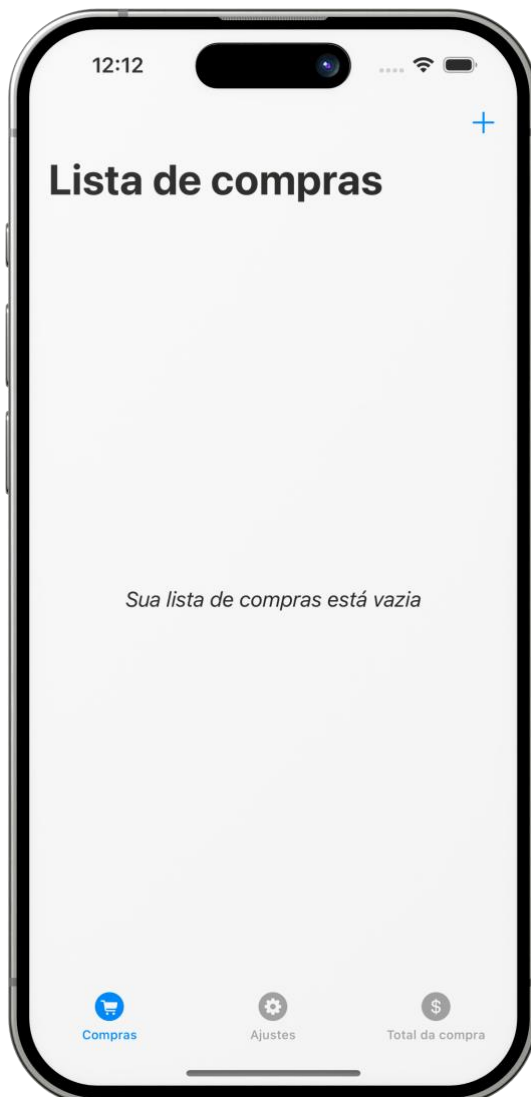 12:12
Lista de compras
Sua lista de compras está vazia
Compras
Ajustes
Total da compra